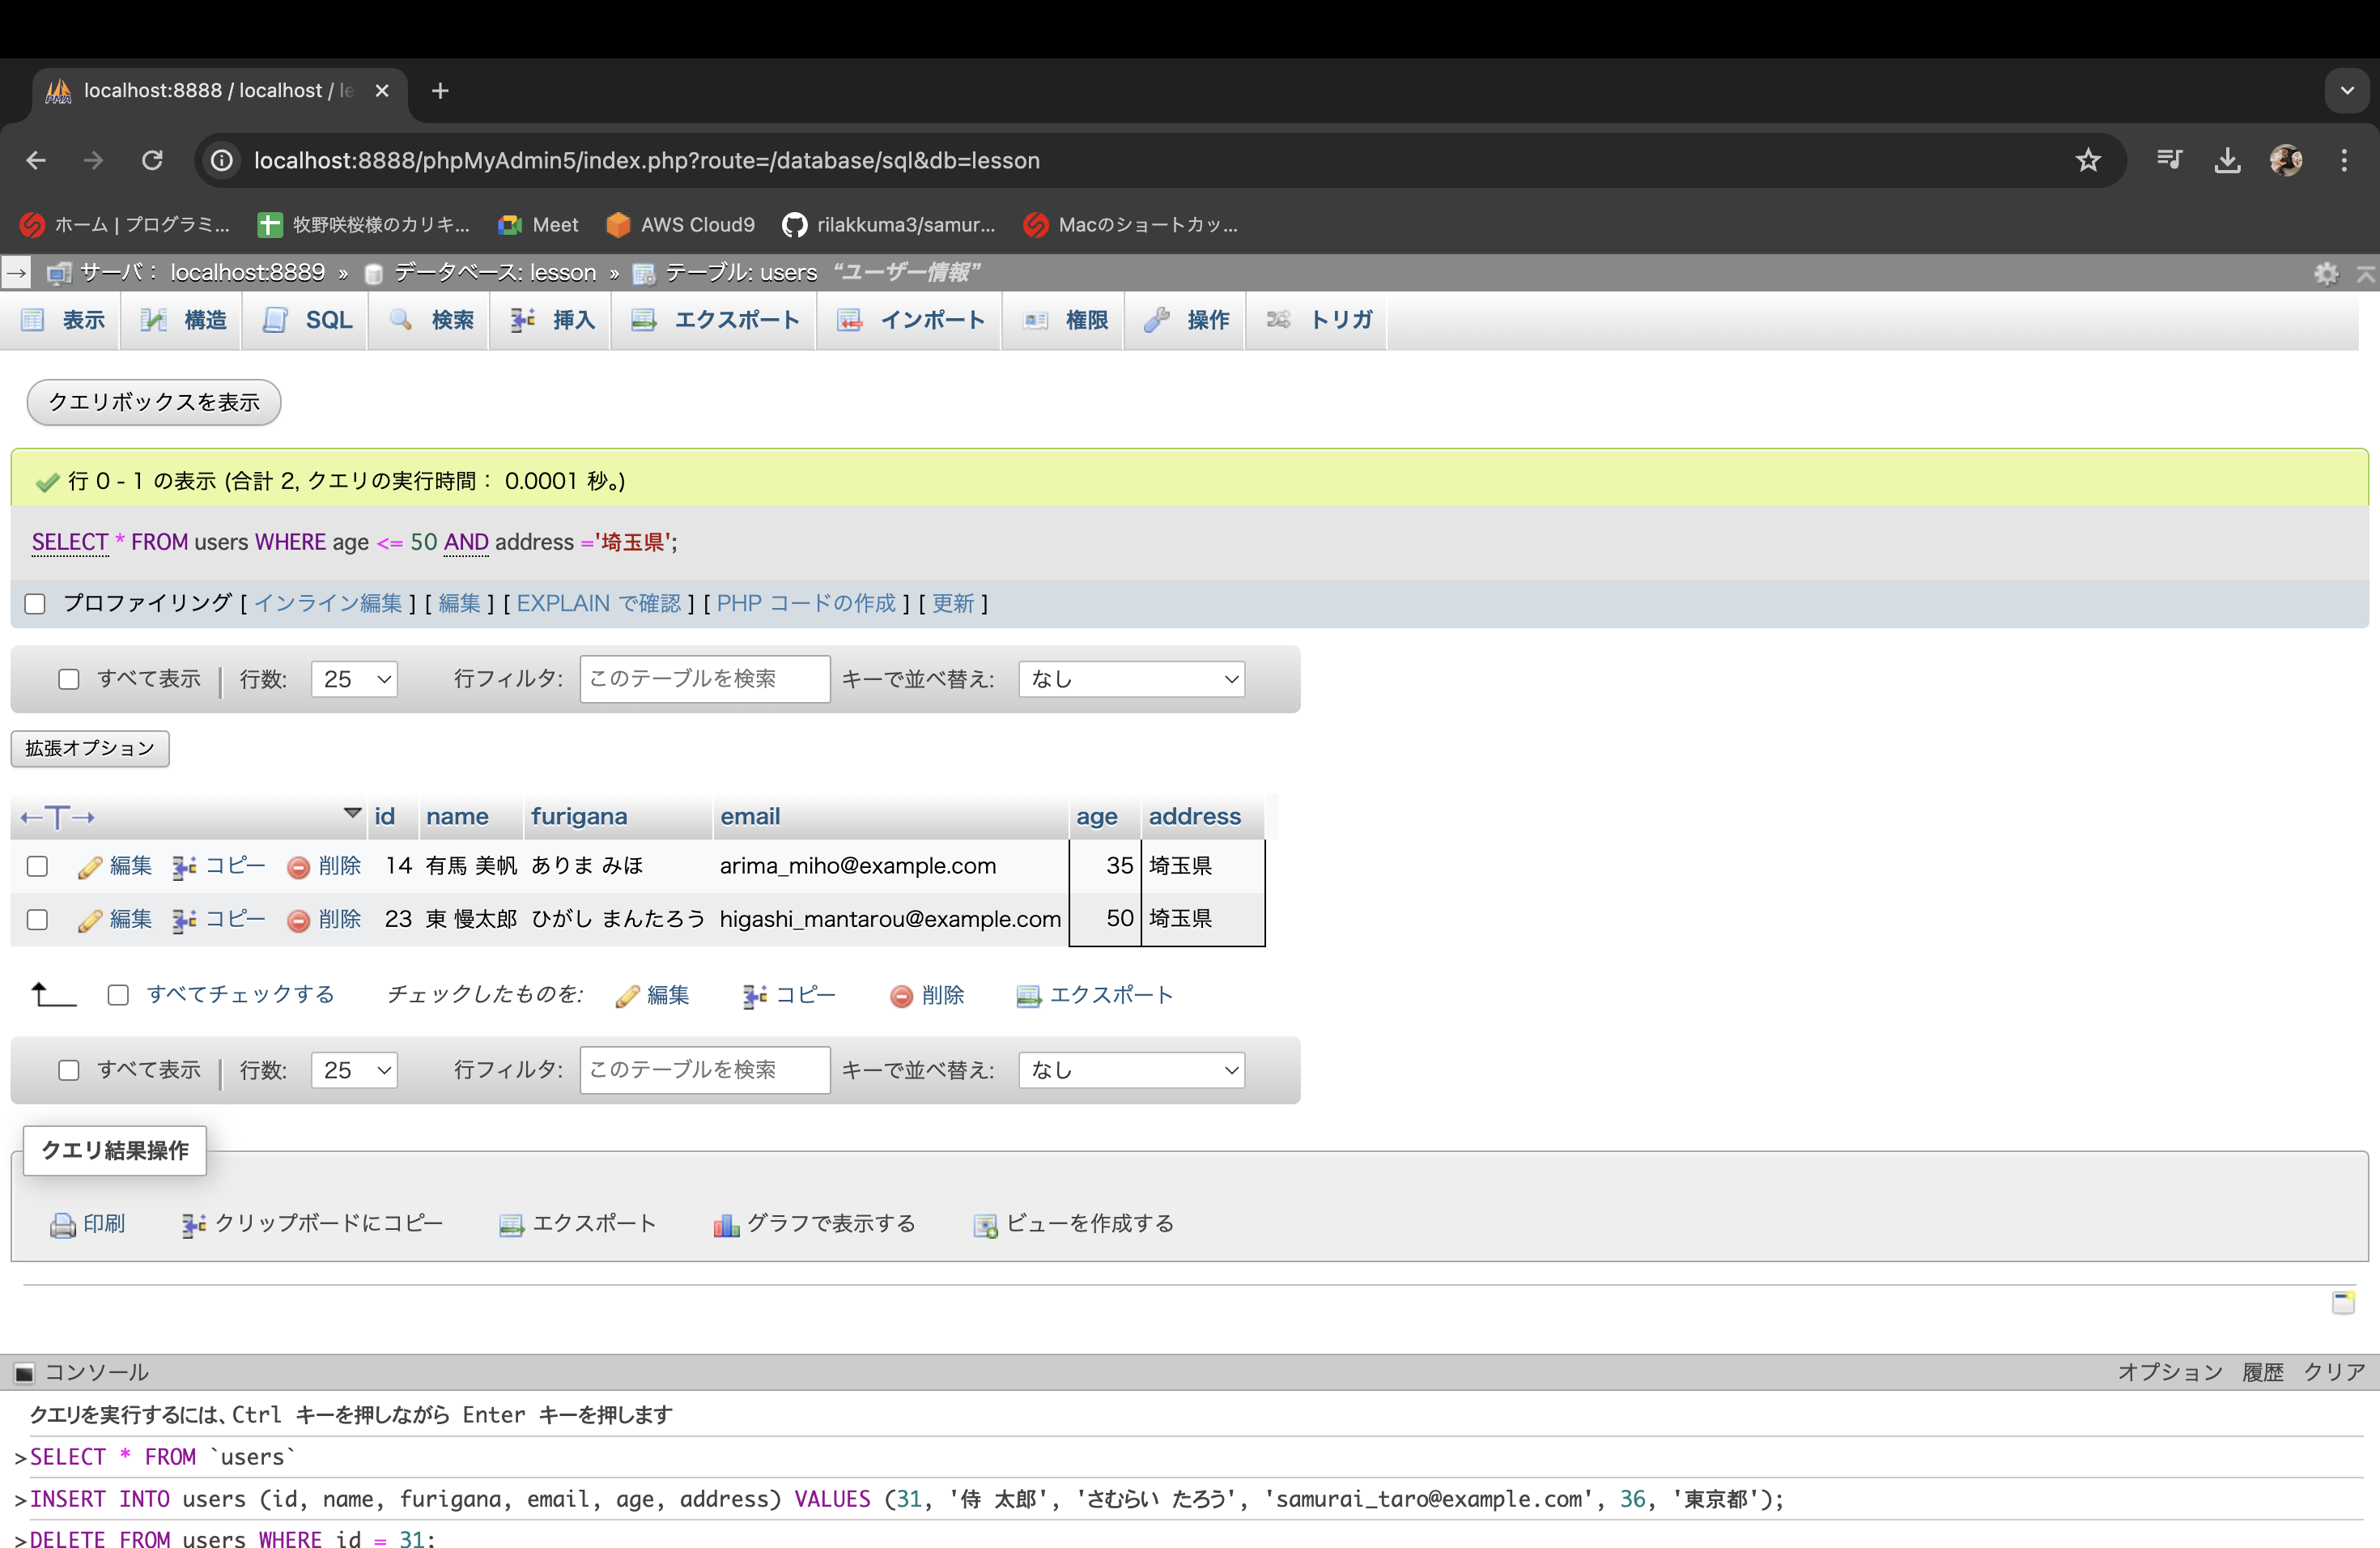 localhost:8888 / localhost / le
localhost:8888/phpMyAdmin5/index.php?route=/database/sql&db=lesson
ホーム | プログラミ... 牧野咲桜様のカリキ... Meet AWS Cloud9 rilakkuma3/samur... Macのショートカッ...
サーバ: localhost:8889 » データベース: lesson » テーブル: users “ユーザー情報”
表示 構造 SQL 検索 挿入 エクスポート インポート 権限 操作 トリガ
クエリボックスを表示
行 0 - 1 の表示 (合計 2, クエリの実行時間: 0.0001 秒。)
SELECT * FROM users WHERE age <= 50 AND address ='埼玉県';
プロファイリング [ インライン編集 ] [ 編集 ] [ EXPLAIN で確認 ] [ PHP コードの作成 ] [ 更新 ]
すべて表示 行数: 25 行フィルタ: このテーブルを検索 キーで並べ替え: なし
拡張オプション
←T→ id name furigana email age address
編集 コピー 削除 14 有馬 美帆 ありま みほ arima_miho@example.com 35 埼玉県
編集 コピー 削除 23 東 慢太郎 ひがし まんたろう higashi_mantarou@example.com 50 埼玉県
すべてチェックする チェックしたものを: 編集 コピー 削除 エクスポート
すべて表示 行数: 25 行フィルタ: このテーブルを検索 キーで並べ替え: なし
クエリ結果操作
印刷 クリップボードにコピー エクスポート グラフで表示する ビューを作成する
コンソール オプション 履歴 クリア
クエリを実行するには、Ctrl キーを押しながら Enter キーを押します
>SELECT * FROM `users`
>INSERT INTO users (id, name, furigana, email, age, address) VALUES (31, '侍 太郎', 'さむらい たろう', 'samurai_taro@example.com', 36, '東京都');
>DELETE FROM users WHERE id = 31;